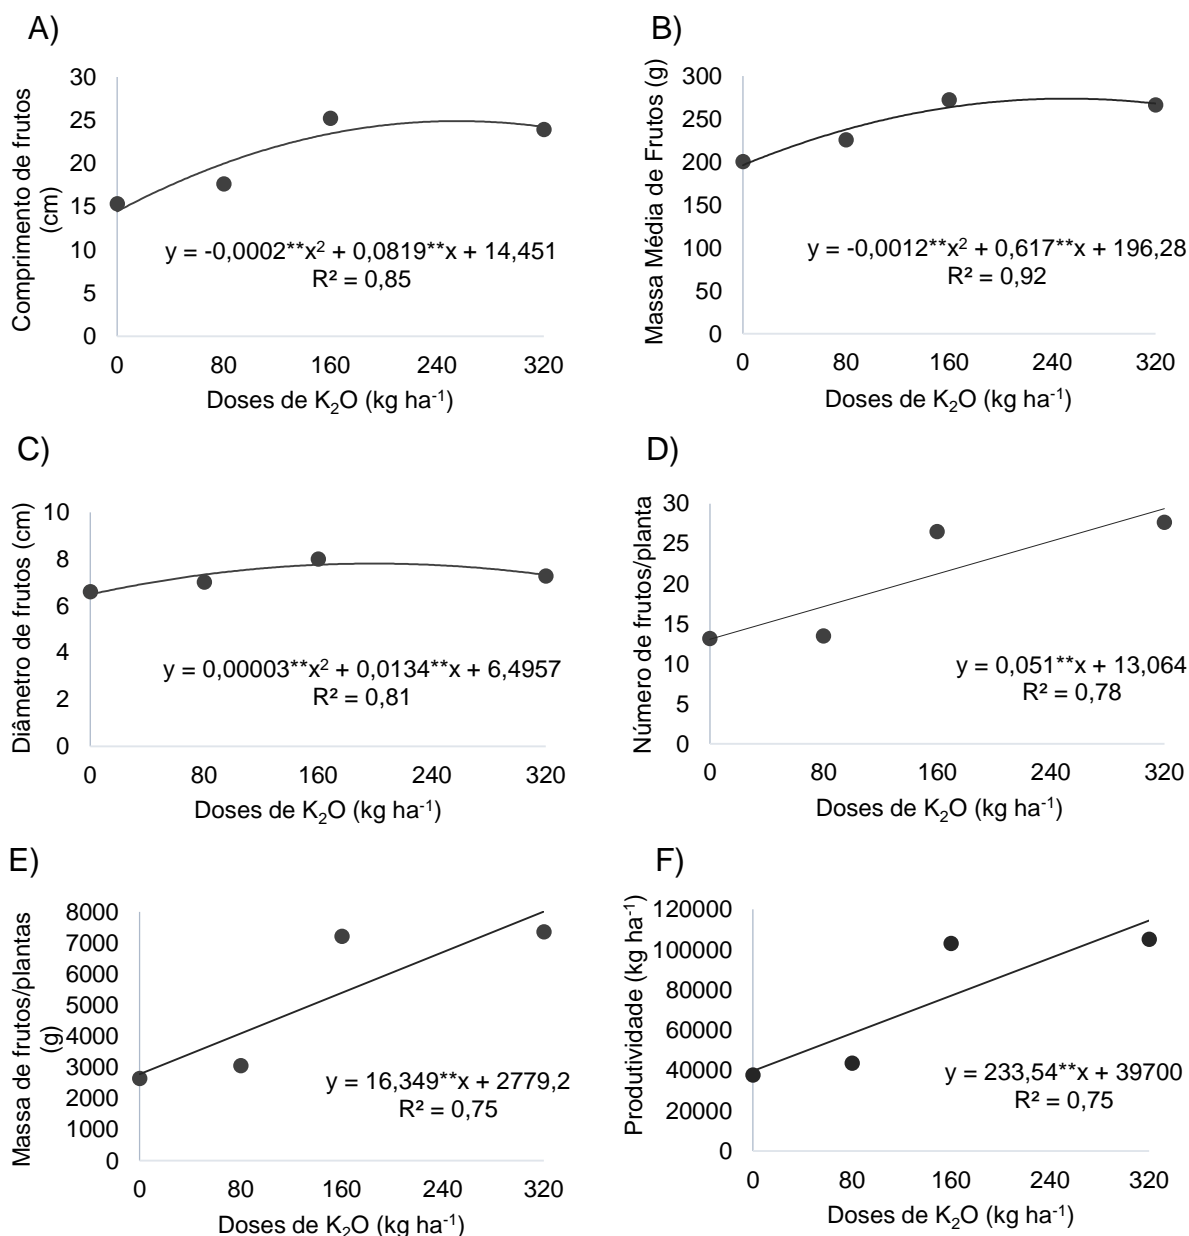 A)
Comprimento de frutos
(cm)
30
25
20
15
10
5
0
y = -0,0002**x² + 0,0819**x + 14,451
R² = 0,85
0 80 160 240 320
Doses de K₂O (kg ha⁻¹)
B)
Massa Média de Frutos (g)
300
250
200
150
100
50
0
y = -0,0012**x² + 0,617**x + 196,28
R² = 0,92
0 80 160 240 320
Doses de K₂O (kg ha⁻¹)
C)
Diâmetro de frutos (cm)
10
8
6
4
2
0
y = 0,00003**x² + 0,0134**x + 6,4957
R² = 0,81
0 80 160 240 320
Doses de K₂O (kg ha⁻¹)
D)
Número de frutos/planta
30
25
20
15
10
5
0
y = 0,051**x + 13,064
R² = 0,78
0 80 160 240 320
Doses de K₂O (kg ha⁻¹)
E)
Massa de frutos/plantas
(g)
8000
7000
6000
5000
4000
3000
2000
1000
0
y = 16,349**x + 2779,2
R² = 0,75
0 80 160 240 320
Doses de K₂O (kg ha⁻¹)
F)
Produtividade (kg ha⁻¹)
120000
100000
80000
60000
40000
20000
0
y = 233,54**x + 39700
R² = 0,75
0 80 160 240 320
Doses de K₂O (kg ha⁻¹)